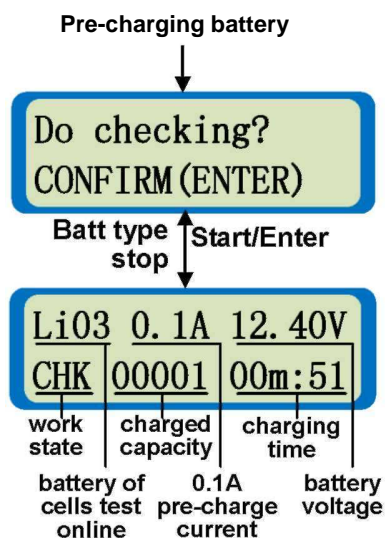 Pre-charging battery
Do checking?
CONFIRM(ENTER)
Batt type
stop
Start/Enter
Li03 0.1A 12.40V
CHK 00001 00m:51
work
state
charged
capacity
charging
time
battery of
cells test
online
0.1A
pre-charge
current
battery
voltage